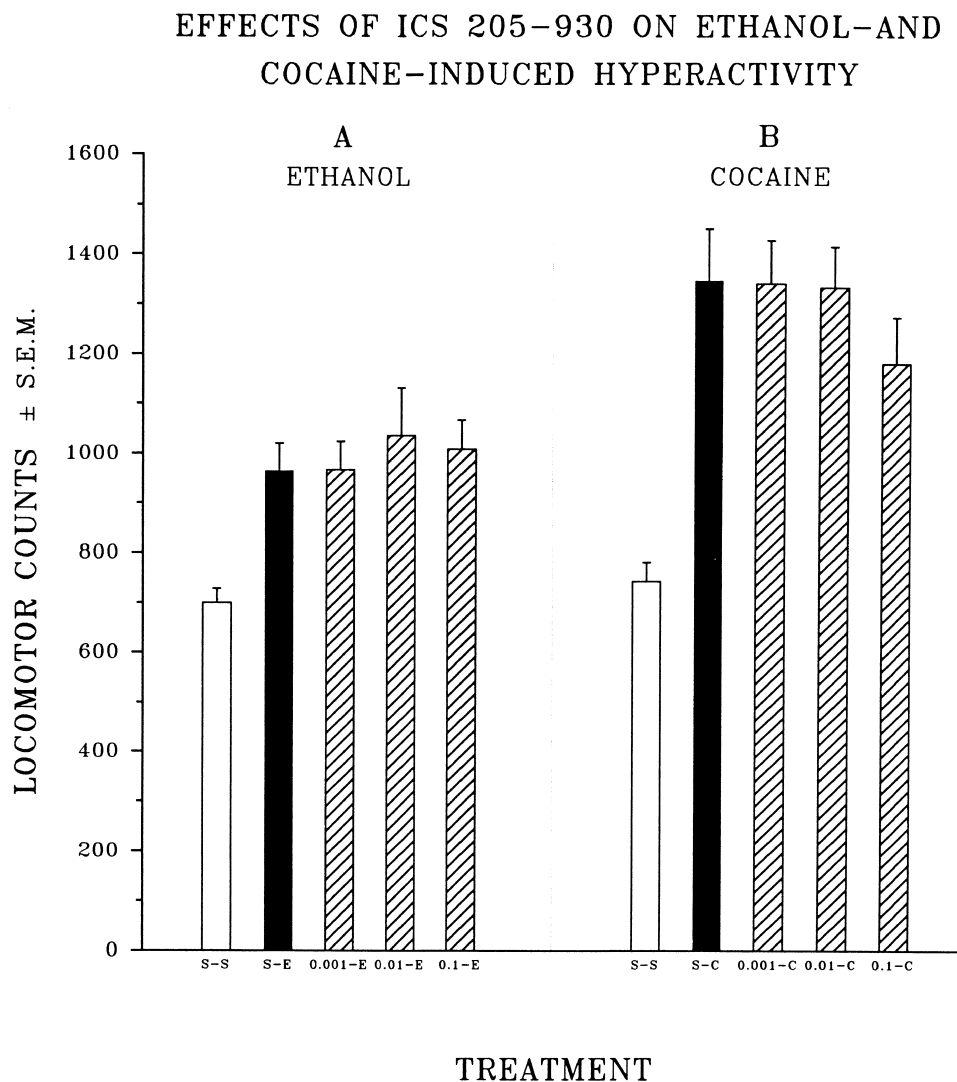 EFFECTS OF ICS 205-930 ON ETHANOL-AND
COCAINE-INDUCED HYPERACTIVITY
A
ETHANOL
B
COCAINE
LOCOMOTOR COUNTS ± S.E.M.
1600
1400
1200
1000
800
600
400
200
0
S-S S-E 0.001-E 0.01-E 0.1-E
S-S S-C 0.001-C 0.01-C 0.1-C
TREATMENT